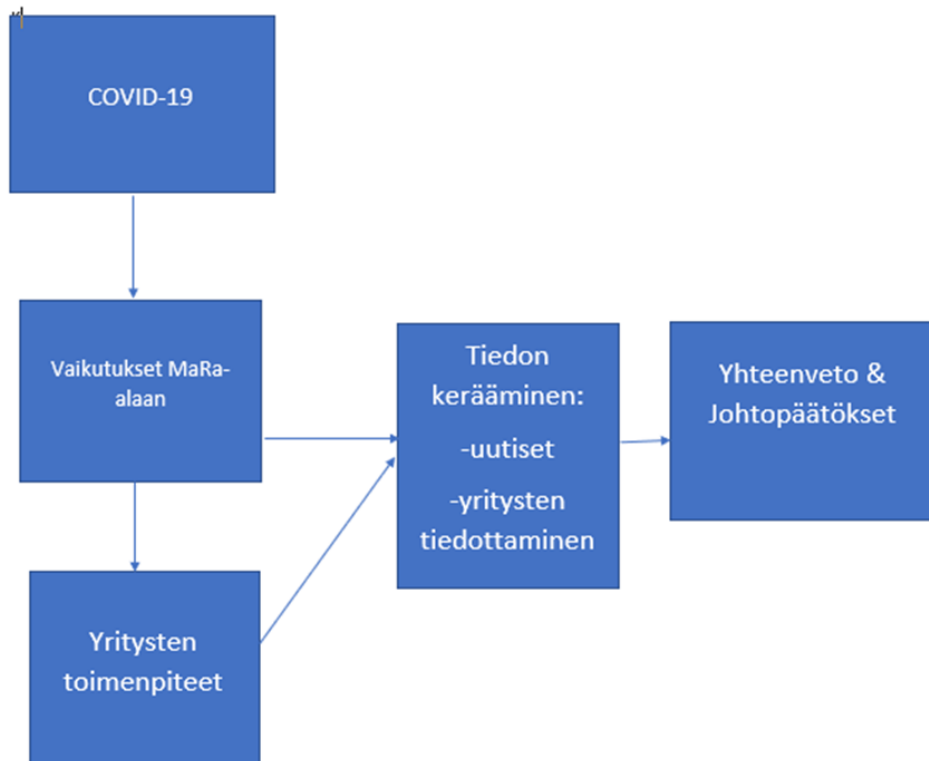 COVID-19
Vaikutukset MaRa-
alaan
Yritysten
toimenpiteet
Tiedon
kerääminen:
-uutiset
-yritysten
tiedottaminen
Yhteenveto &
Johtopäätökset